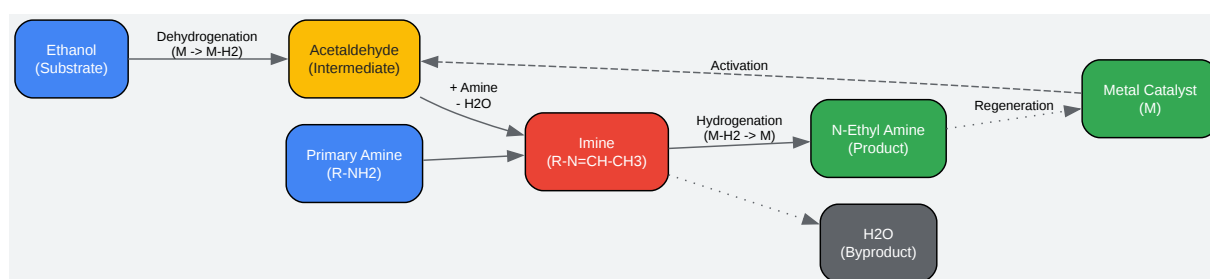 Ethanol
(Substrate)
Dehydrogenation
(M -> M-H2)
Acetaldehyde
(Intermediate)
Activation
Metal Catalyst
(M)
+ Amine
- H2O
Primary Amine
(R-NH2)
Imine
(R-N=CH-CH3)
Hydrogenation
(M-H2 -> M)
N-Ethyl Amine
(Product)
Regeneration
H2O
(Byproduct)